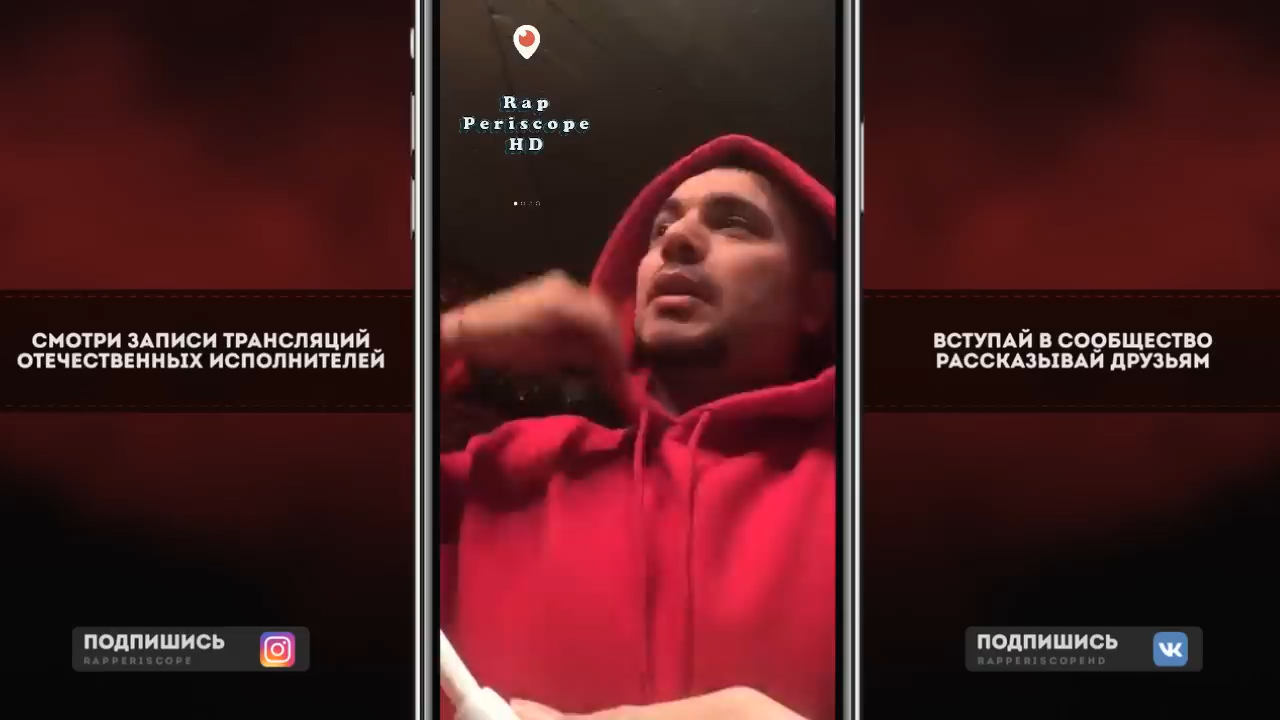 Rap
Periscope
HD
СМОТРИ ЗАПИСИ ТРАНСЛЯЦИЙ
ОТЕЧЕСТВЕННЫХ ИСПОЛНИТЕЛЕЙ
ВСТУПАЙ В СООБЩЕСТВО
РАССКАЗЫВАЙ ДРУЗЬЯМ
ПОДПИШИСЬ
RAPPERISCOPE
ПОДПИШИСЬ
RAPPERISCOPEHD